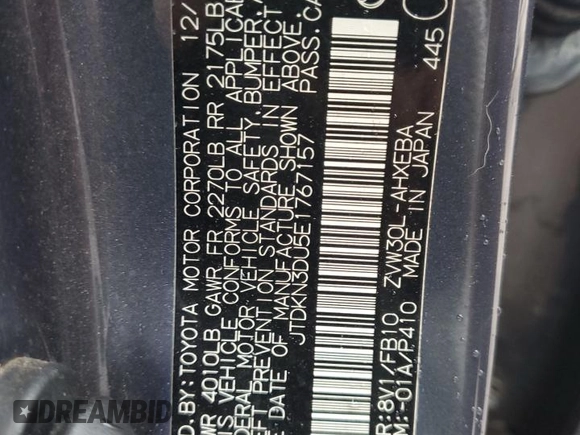 D. BY: TOYOTA MOTOR CORPORATION 12/
WR 4010LB GAWR FR 2270LB RR 2175LB
IS VEHICLE CONFORMS TO ALL APPLICAB
DERAL MOTOR VEHICLE SAFETY, BUMPER, A
EFT PREVENTION STANDARDS IN EFFECT
E DATE OF MANUFACTURE SHOWN ABOVE.
JTDKN3DU5E1767157 PASS. CA
R: 8V1/FB10 ZVW30L-AHXEBA 445
M: -01A/P410 MADE IN JAPAN
DREAMBID